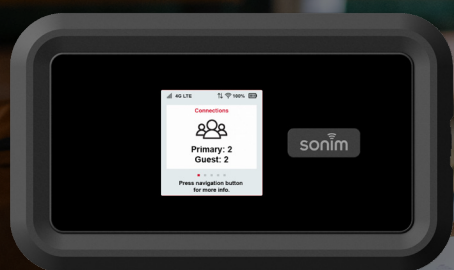 4G LTE 100%
Connections
Primary: 2
Guest: 2
Press navigation button
for more info.
sonim